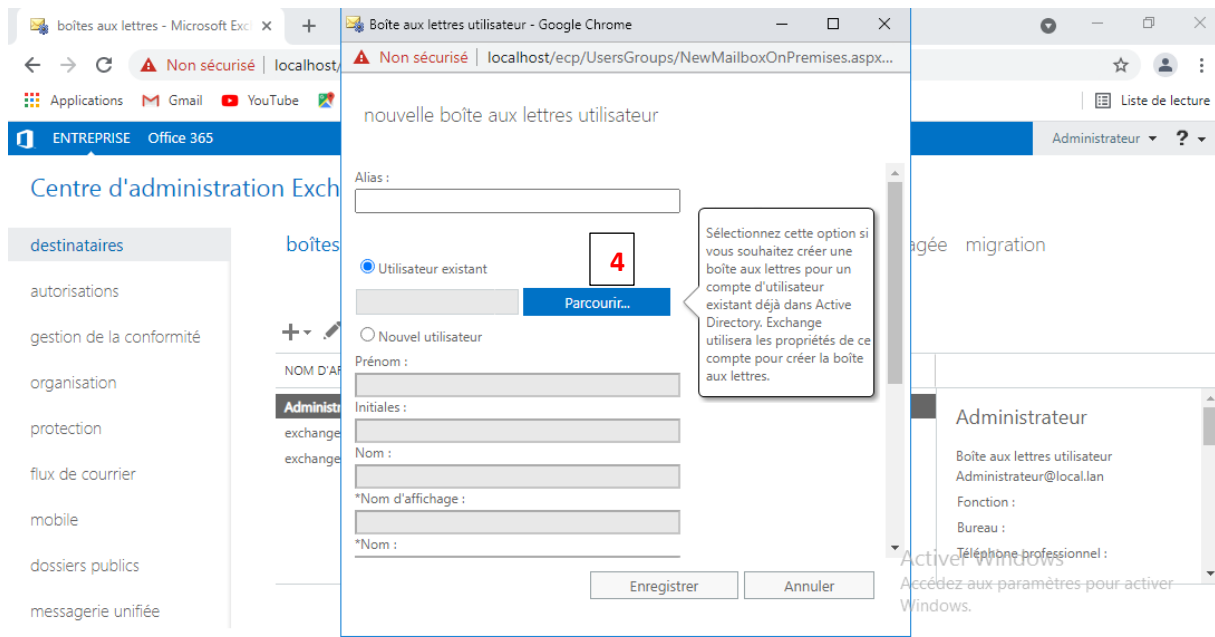 boîtes aux lettres - Microsoft Exc
Boîte aux lettres utilisateur - Google Chrome
Non sécurisé
localhost/
Non sécurisé
localhost/ecp/UsersGroups/NewMailboxOnPremises.aspx...
Applications
Gmail
YouTube
Liste de lecture
ENTREPRISE
Office 365
Administrateur
?
Centre d'administration Exch
nouvelle boîte aux lettres utilisateur
destinataires
autorisations
gestion de la conformité
organisation
protection
flux de courrier
mobile
dossiers publics
messagerie unifiée
boîtes
migration
NOM D'AF
Administr
exchange
exchange
Alias :
Utilisateur existant
4
Parcourir...
Nouvel utilisateur
Prénom :
Initiales :
Nom :
*Nom d'affichage :
*Nom :
Enregistrer
Annuler
Sélectionnez cette option si
vous souhaitez créer une
boîte aux lettres pour un
compte d'utilisateur
existant déjà dans Active
Directory. Exchange
utilisera les propriétés de ce
compte pour créer la boîte
aux lettres.
agée
Administrateur
Boîte aux lettres utilisateur
Administrateur@local.lan
Fonction :
Bureau :
Téléphone professionnel :
Activer Windows
Accédez aux paramètres pour activer
Windows.